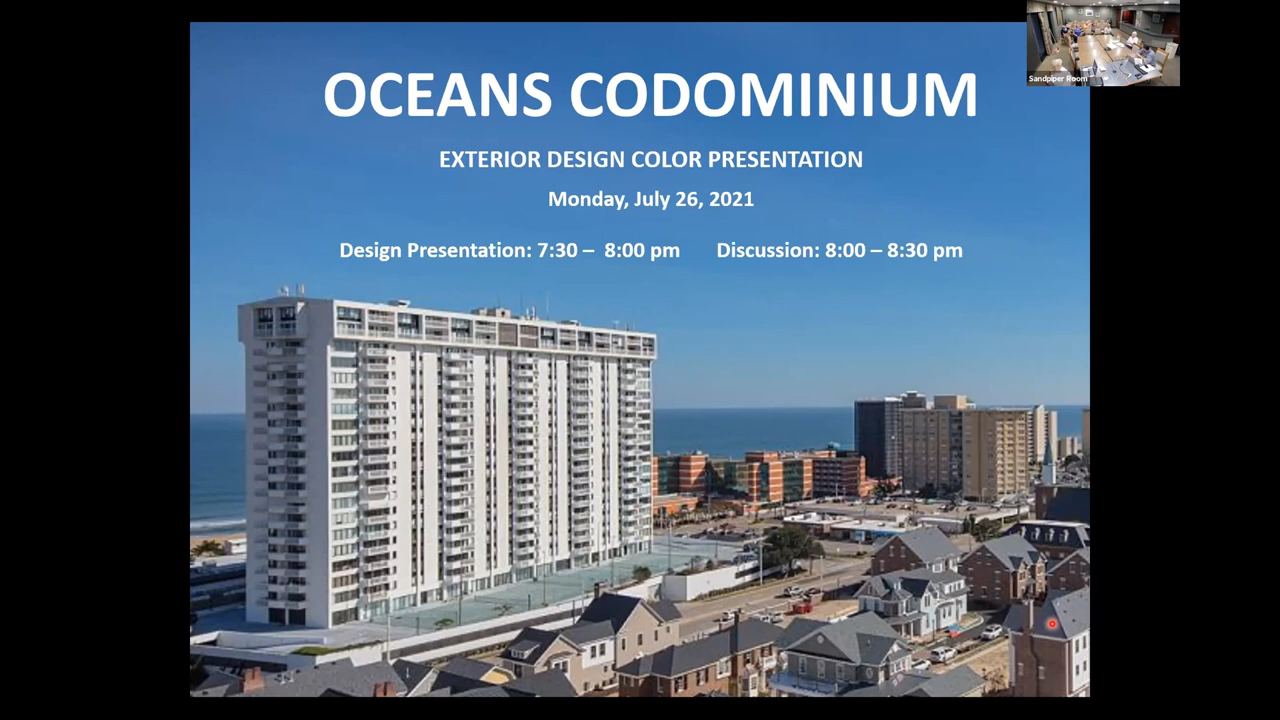 OCEANS CODOMINIUM
EXTERIOR DESIGN COLOR PRESENTATION
Monday, July 26, 2021
Design Presentation: 7:30 – 8:00 pm Discussion: 8:00 – 8:30 pm
Sandpiper Room